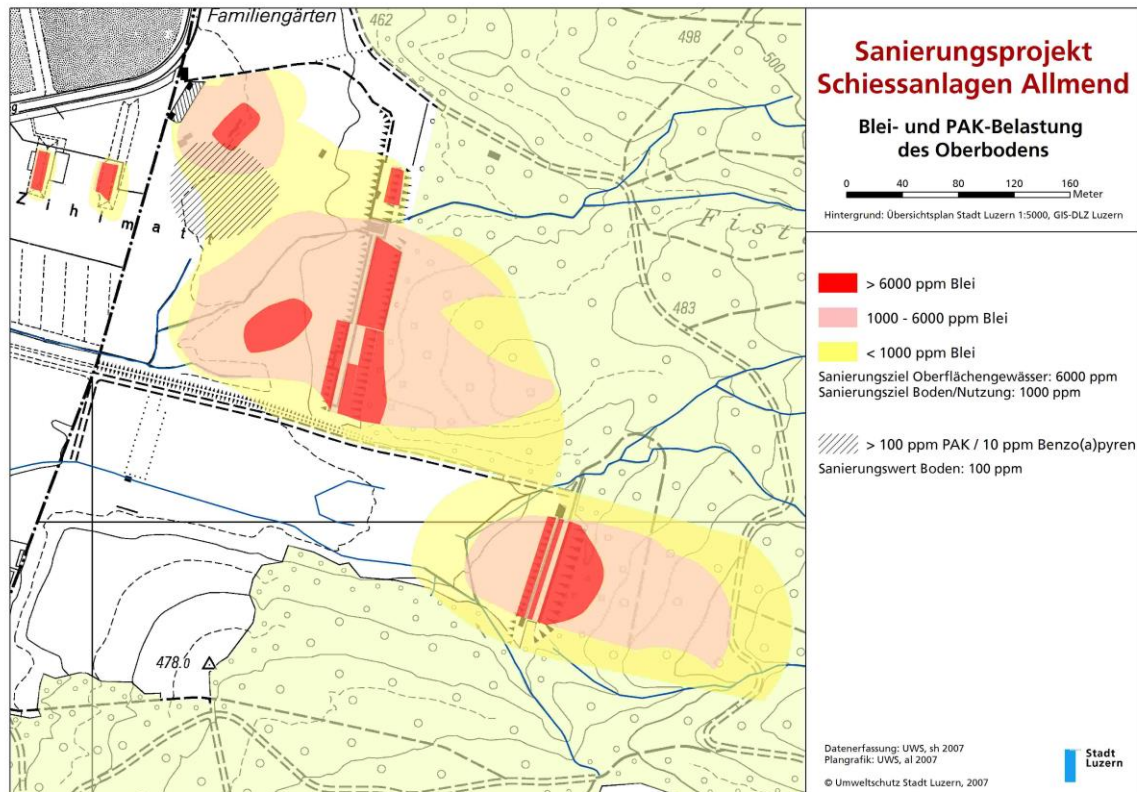 Familiengärten
462
498
500
Zihlmatt
Fist
483
478.0
Sanierungsprojekt
Schiessanlagen Allmend
Blei- und PAK-Belastung
des Oberbodens
0 40 80 120 160 Meter
Hintergrund: Übersichtsplan Stadt Luzern 1:5000, GIS-DLZ Luzern
> 6000 ppm Blei
1000 - 6000 ppm Blei
< 1000 ppm Blei
Sanierungsziel Oberflächengewässer: 6000 ppm
Sanierungsziel Boden/Nutzung: 1000 ppm
> 100 ppm PAK / 10 ppm Benzo(a)pyren
Sanierungswert Boden: 100 ppm
Datenerfassung: UWS, sh 2007
Plangrafik: UWS, al 2007
© Umweltschutz Stadt Luzern, 2007
Stadt
Luzern